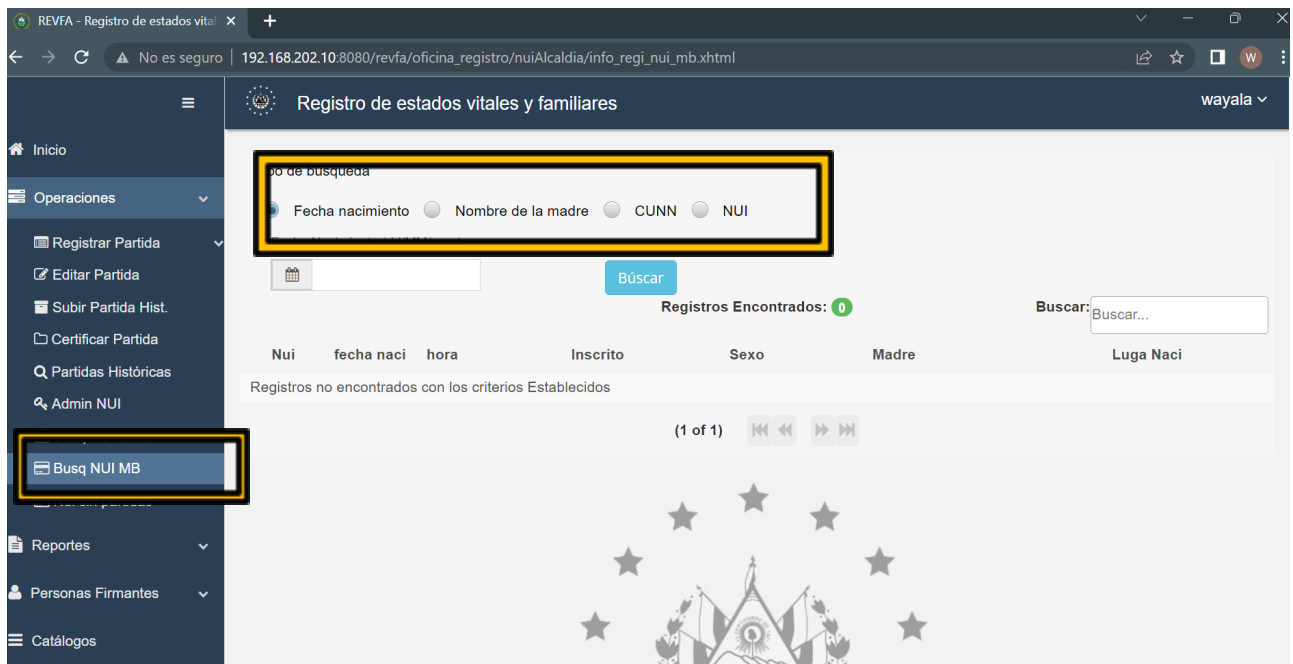 REVFA - Registro de estados vital
No es seguro
192.168.202.10:8080/revfa/oficina_registro/nuiAlcaldia/info_regi_nui_mb.xhtml
W
Registro de estados vitales y familiares
wayala
Inicio
Operaciones
Registrar Partida
Editar Partida
Subir Partida Hist.
Certificar Partida
Partidas Históricas
Admin NUI
Busq NUI MB
Reportes
Personas Firmantes
Catálogos
de busqueda
Fecha nacimiento Nombre de la madre CUNN NUI
Búscar
Registros Encontrados: 0
Buscar: Buscar...
Nui fecha naci hora Inscrito Sexo Madre Luga Naci
Registros no encontrados con los criterios Establecidos
(1 of 1)